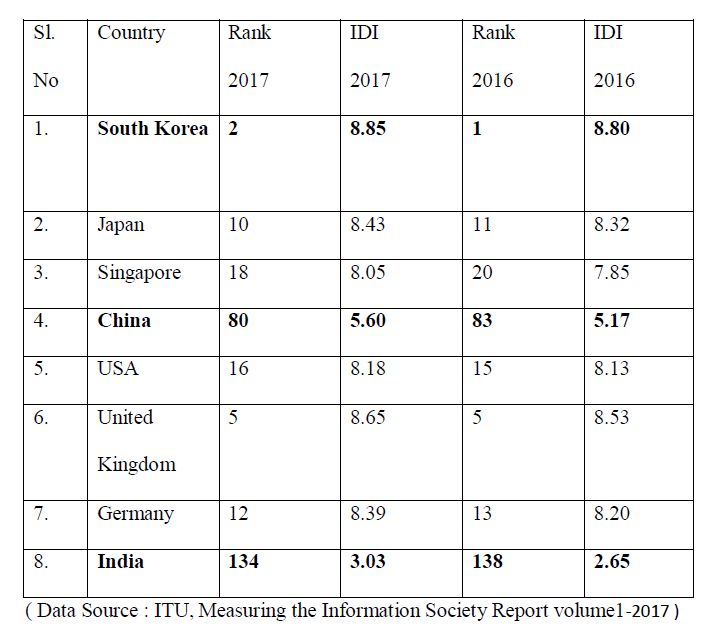 Sl. Country Rank IDI Rank IDI
No 2017 2017 2016 2016
1. South Korea 2 8.85 1 8.80
2. Japan 10 8.43 11 8.32
3. Singapore 18 8.05 20 7.85
4. China 80 5.60 83 5.17
5. USA 16 8.18 15 8.13
6. United 5 8.65 5 8.53
Kingdom
7. Germany 12 8.39 13 8.20
8. India 134 3.03 138 2.65
( Data Source : ITU, Measuring the Information Society Report volume1-2017 )